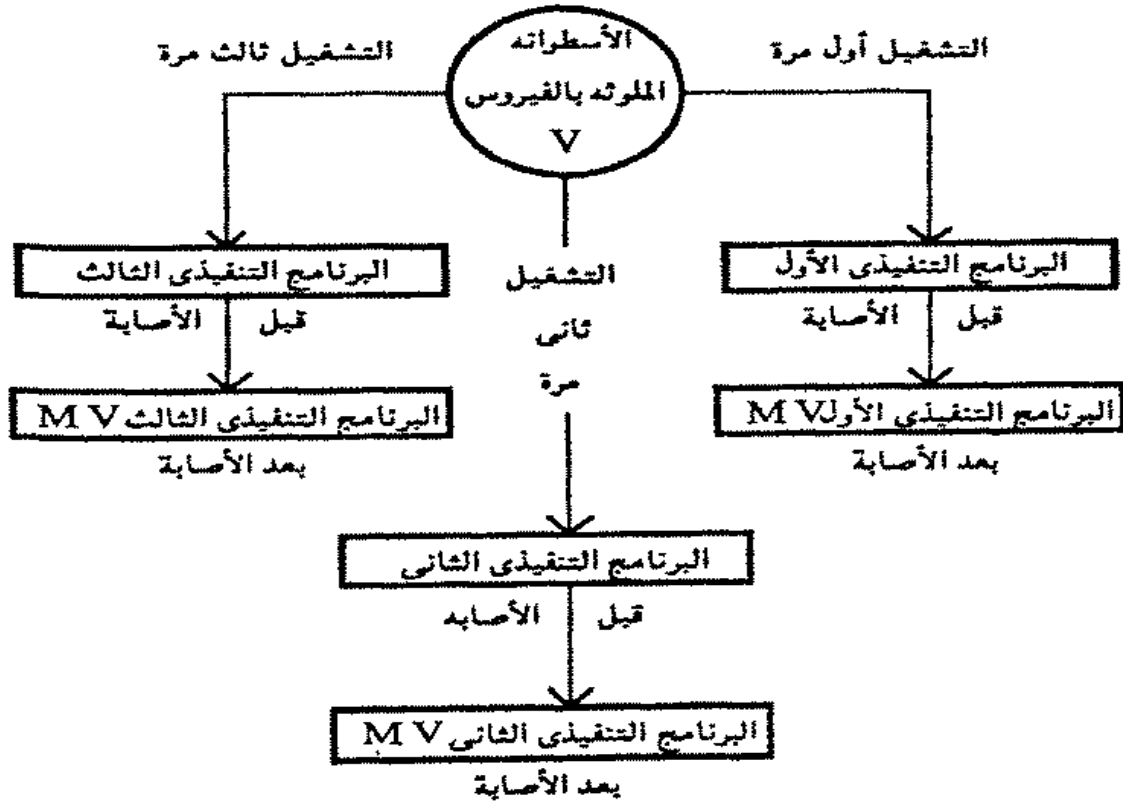 الأسطوانه
الملوثه بالفيروس
V
التشغيل أول مرة
البرنامج التنفيذى الأول
قبل الأصابة
البرنامج التنفيذى الأول M V
بعد الأصابة
التشغيل
ثانى
مرة
البرنامج التنفيذى الثانى
قبل الأصابه
البرنامج التنفيذى الثانى M V
بعد الأصابة
التشغيل ثالث مرة
البرنامج التنفيذى الثالث
قبل الأصابة
البرنامج التنفيذى الثالث M V
بعد الأصابة